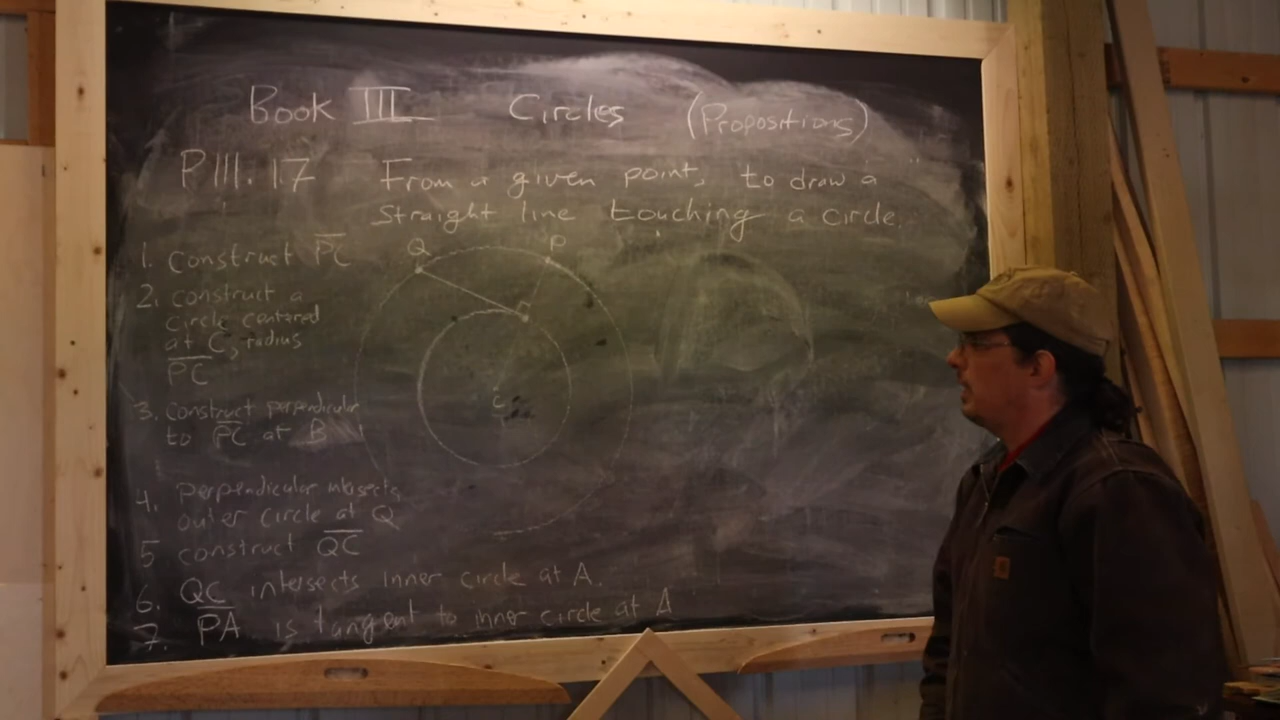 Book III Circles (Propositions)
P III. 17 From a given point, to draw a
straight line touching a circle.
1. construct PC
2. construct a
circle centered
at C, radius
PC
3. construct perpendicular
to PC at B
4. perpendicular intersects
outer circle at Q
5 construct QC
6. QC intersects inner circle at A.
7. PA is tangent to inner circle at A
Q
P
C